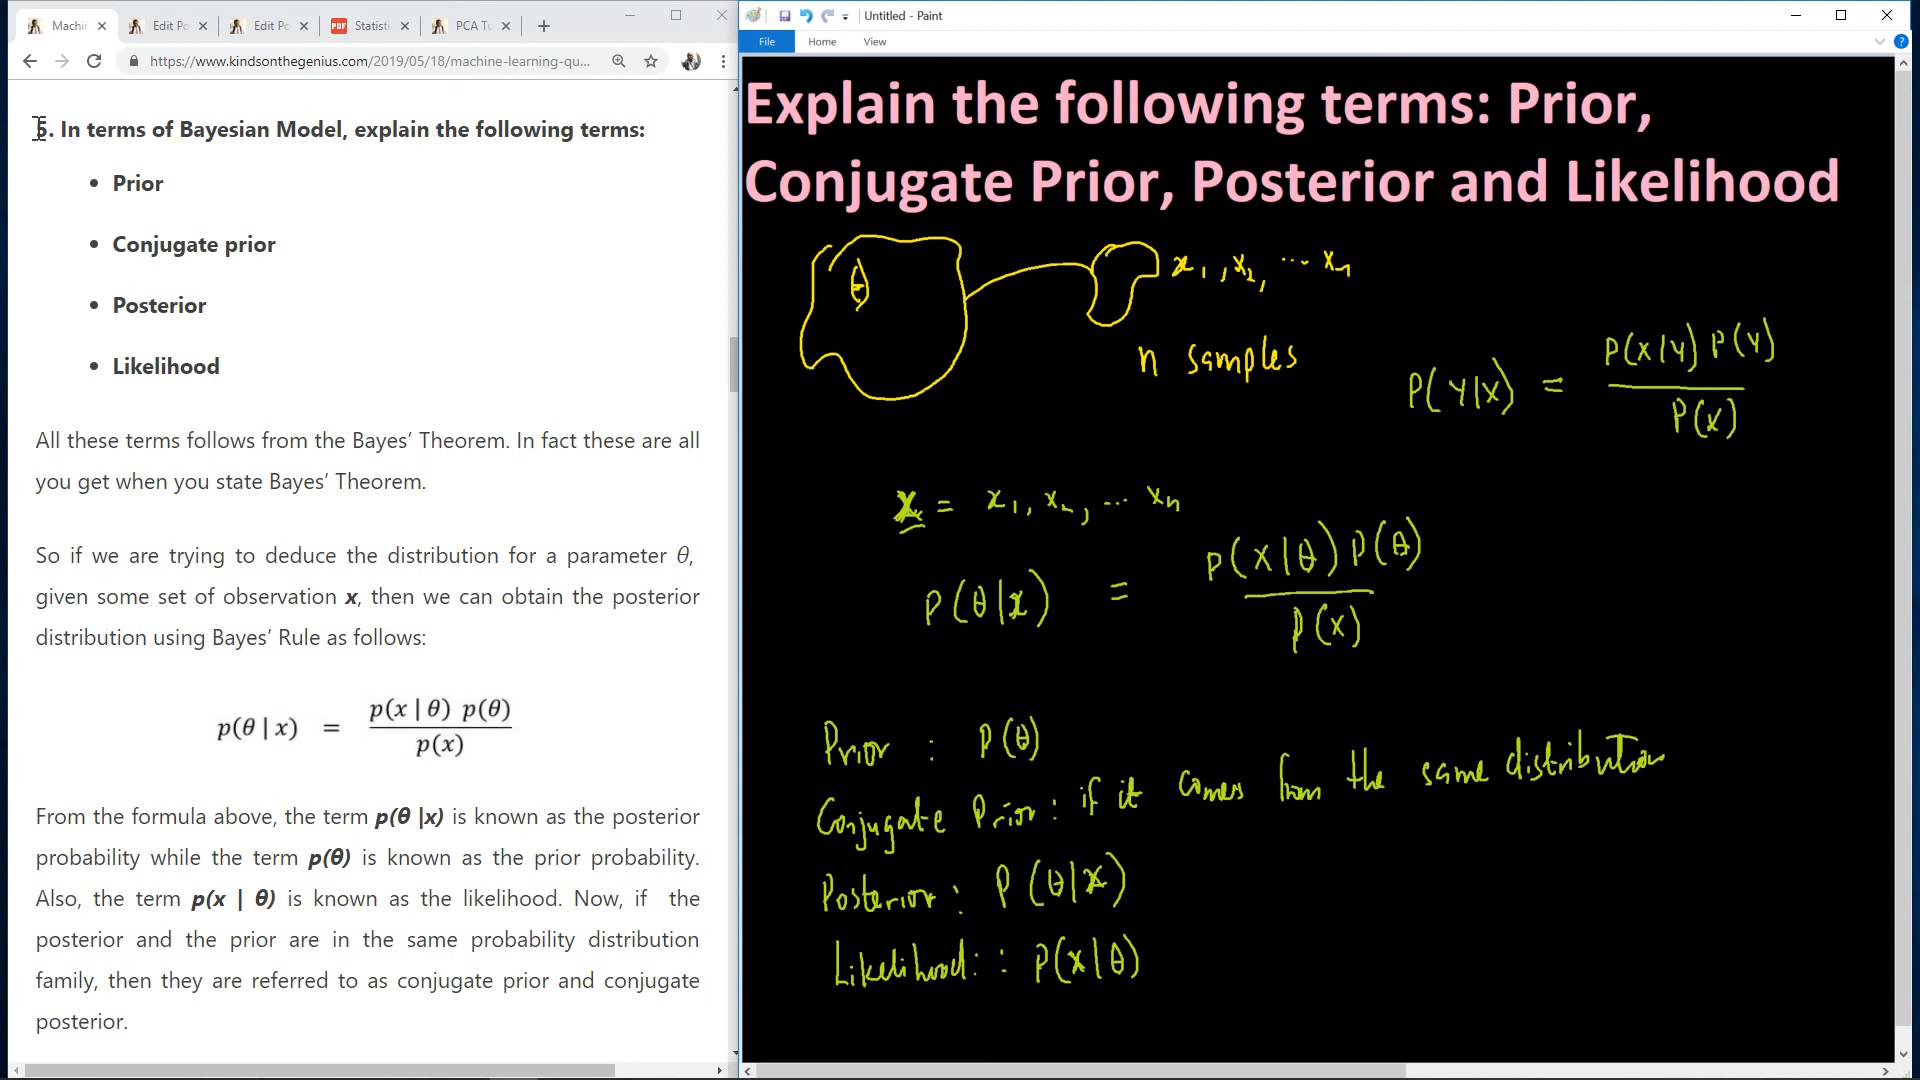 Machin
Edit Po
Edit Po
PDF Statisti
PCA Tu
https://www.kindsonthegenius.com/2019/05/18/machine-learning-qu...
5. In terms of Bayesian Model, explain the following terms:
• Prior
• Conjugate prior
• Posterior
• Likelihood
All these terms follows from the Bayes’ Theorem. In fact these are all
you get when you state Bayes’ Theorem.
So if we are trying to deduce the distribution for a parameter θ,
given some set of observation x, then we can obtain the posterior
distribution using Bayes’ Rule as follows:
p(θ | x) = p(x | θ) p(θ)
p(x)
From the formula above, the term p(θ |x) is known as the posterior
probability while the term p(θ) is known as the prior probability.
Also, the term p(x | θ) is known as the likelihood. Now, if the
posterior and the prior are in the same probability distribution
family, then they are referred to as conjugate prior and conjugate
posterior.
Untitled - Paint
File Home View
Explain the following terms: Prior,
Conjugate Prior, Posterior and Likelihood
θ
x1, x2, ... xn
n samples
P(Y|X) = P(X|Y) P(Y)
P(X)
x = x1, x2, ... xn
P(θ|x) = P(X|θ) P(θ)
P(X)
Prior : P(θ)
Conjugate Prior : if it comes from the same distribution
Posterior : P(θ|x)
Likelihood: : P(X|θ)